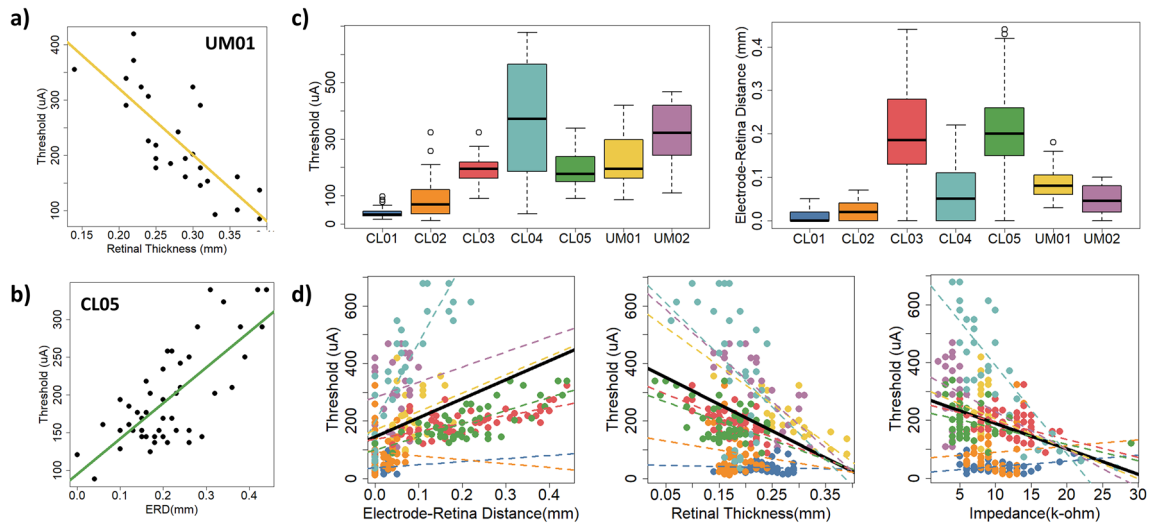 a)
UM01
400
300
200
100
Threshold (uA)
0.15 0.20 0.25 0.30 0.35
Retinal Thickness (mm)
b)
CL05
300
250
200
150
100
Threshold (uA)
0.0 0.1 0.2 0.3 0.4
ERD(mm)
c)
500
300
100
0
Threshold (uA)
CL01 CL02 CL03 CL04 CL05 UM01 UM02
0.4
0.3
0.2
0.1
0.0
Electrode-Retina Distance (mm)
CL01 CL02 CL03 CL04 CL05 UM01 UM02
d)
600
400
200
0
Threshold (uA)
0.0 0.1 0.2 0.3 0.4
Electrode-Retina Distance(mm)
600
400
200
0
Threshold (uA)
0.05 0.15 0.25 0.35
Retinal Thickness(mm)
600
400
200
0
Threshold (uA)
5 10 15 20 25 30
Impedance(k-ohm)